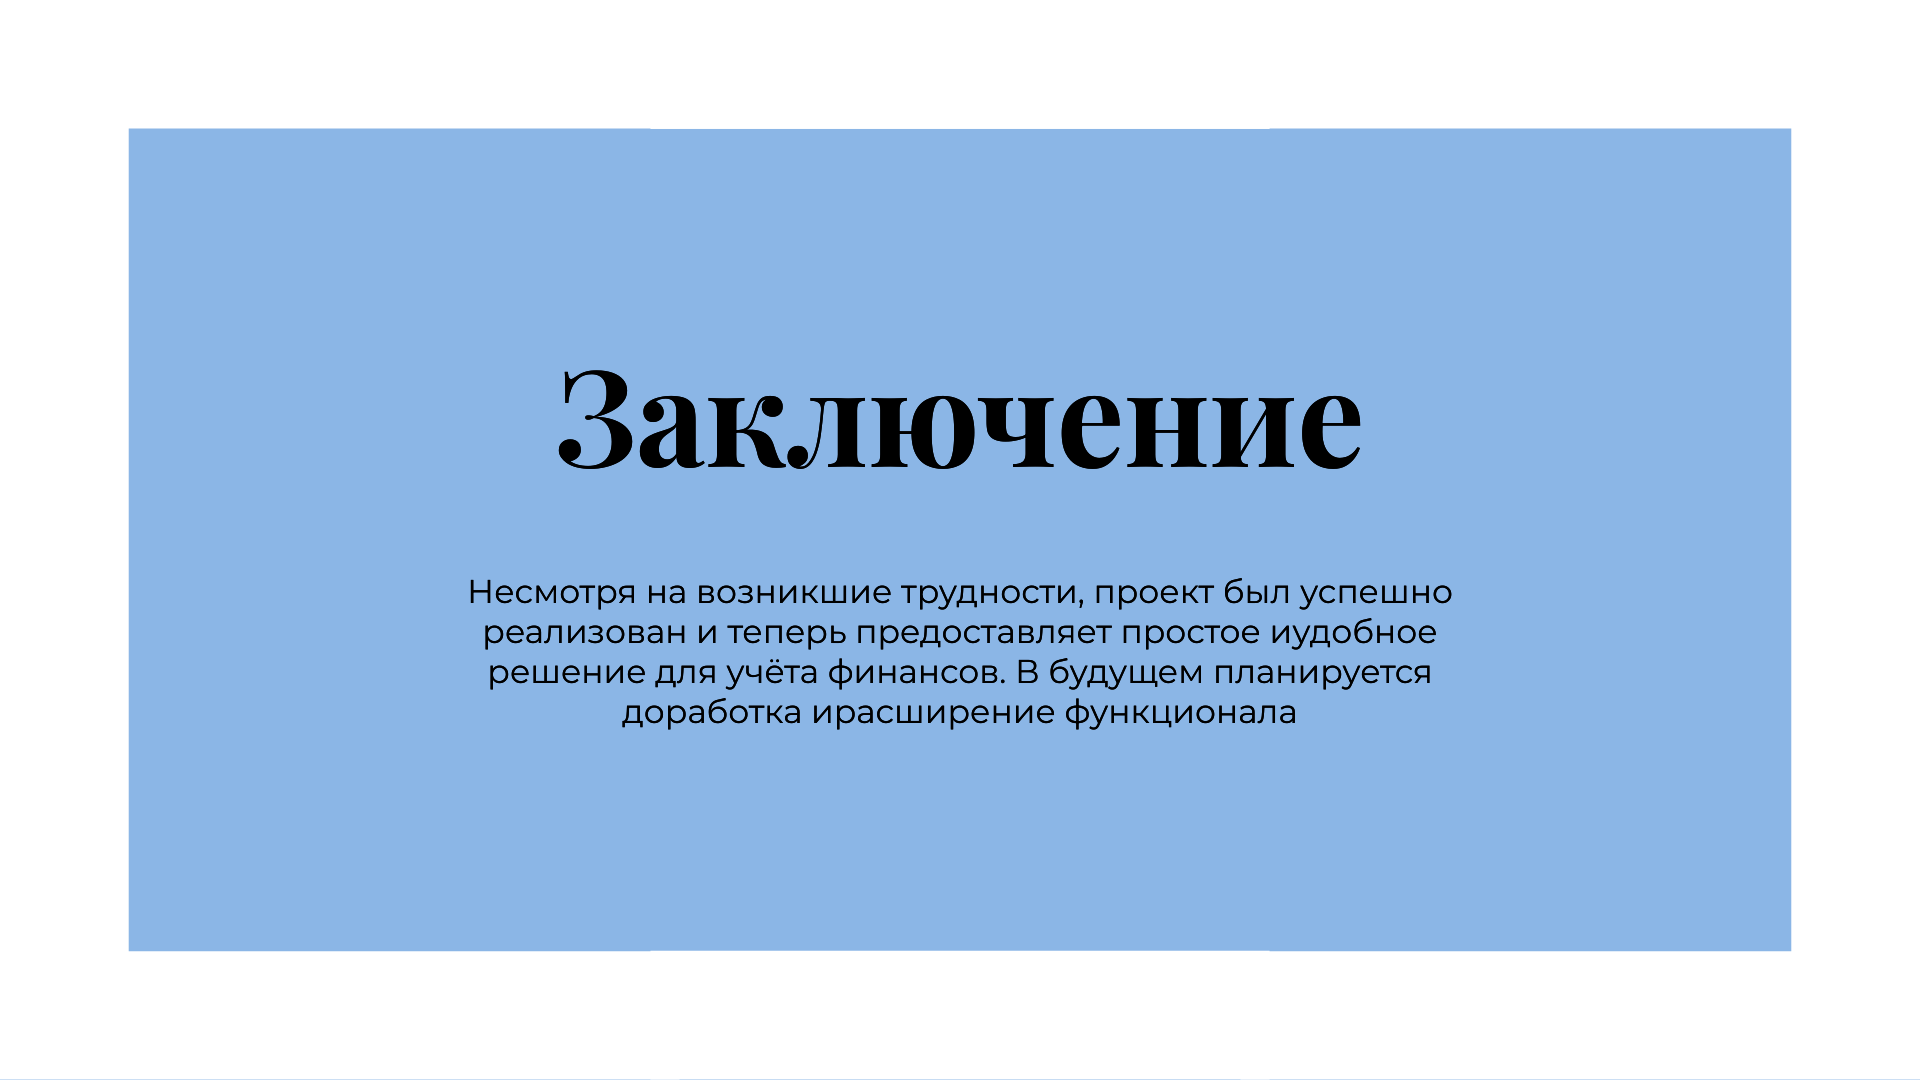 Заключение
Несмотря на возникшие трудности, проект был успешно
реализован и теперь предоставляет простое иудобное
решение для учёта финансов. В будущем планируется
доработка ирасширение функционала